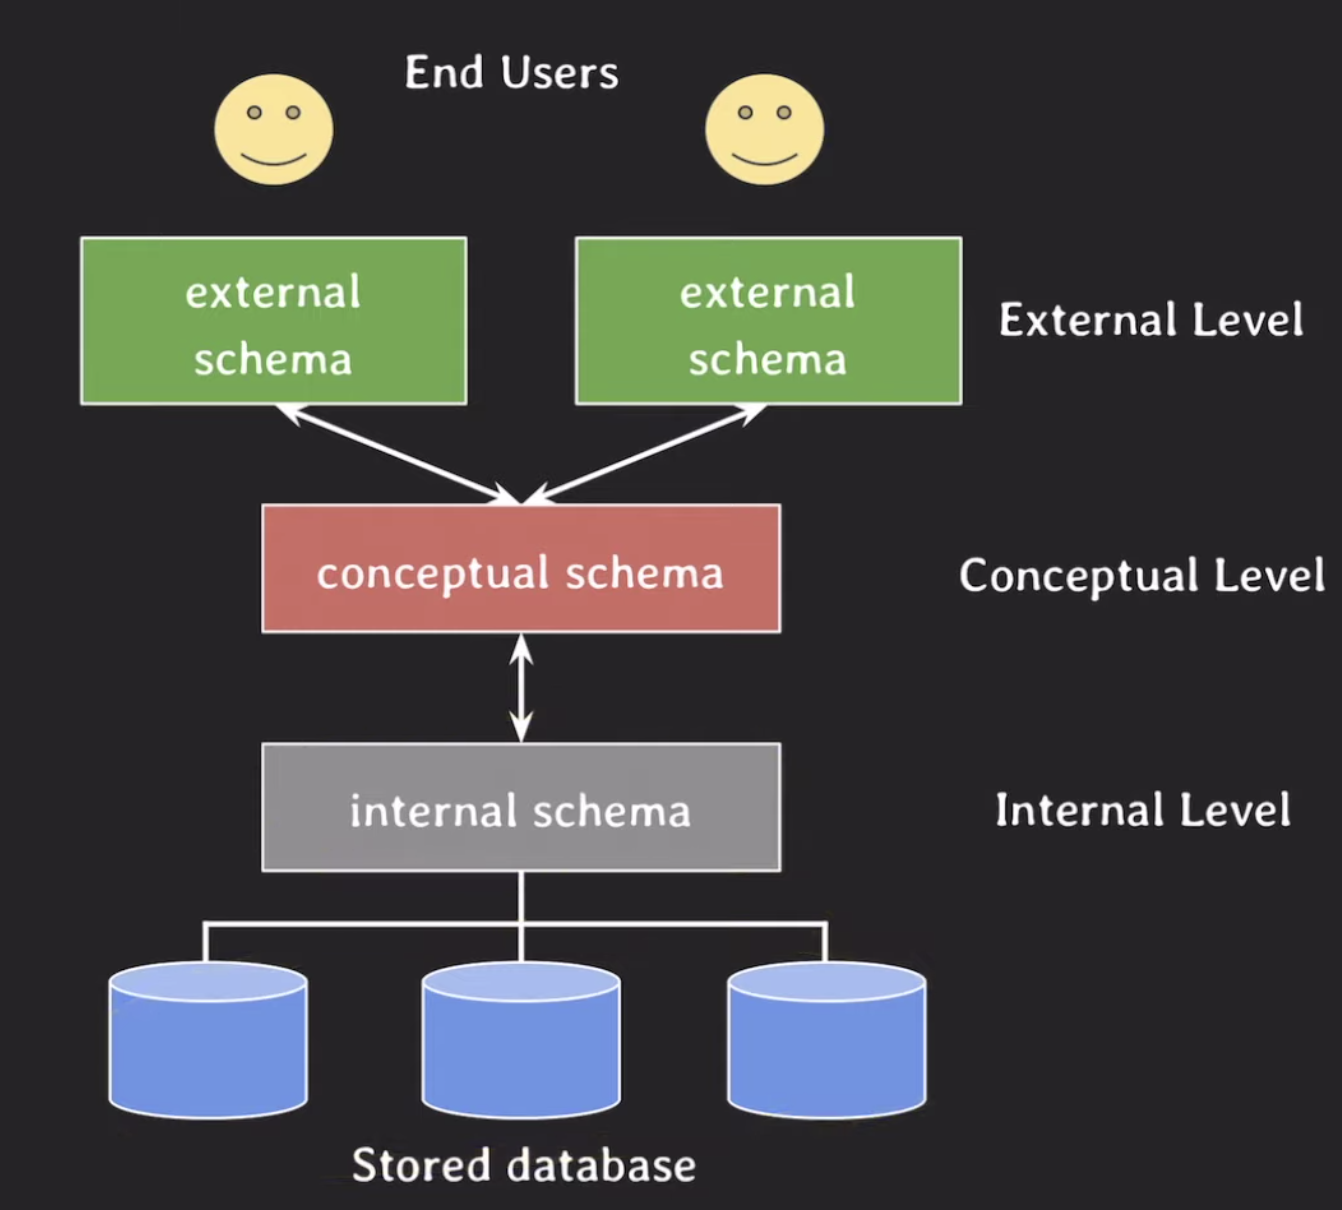 End Users
external
schema
external
schema
External Level
conceptual schema
Conceptual Level
internal schema
Internal Level
Stored database